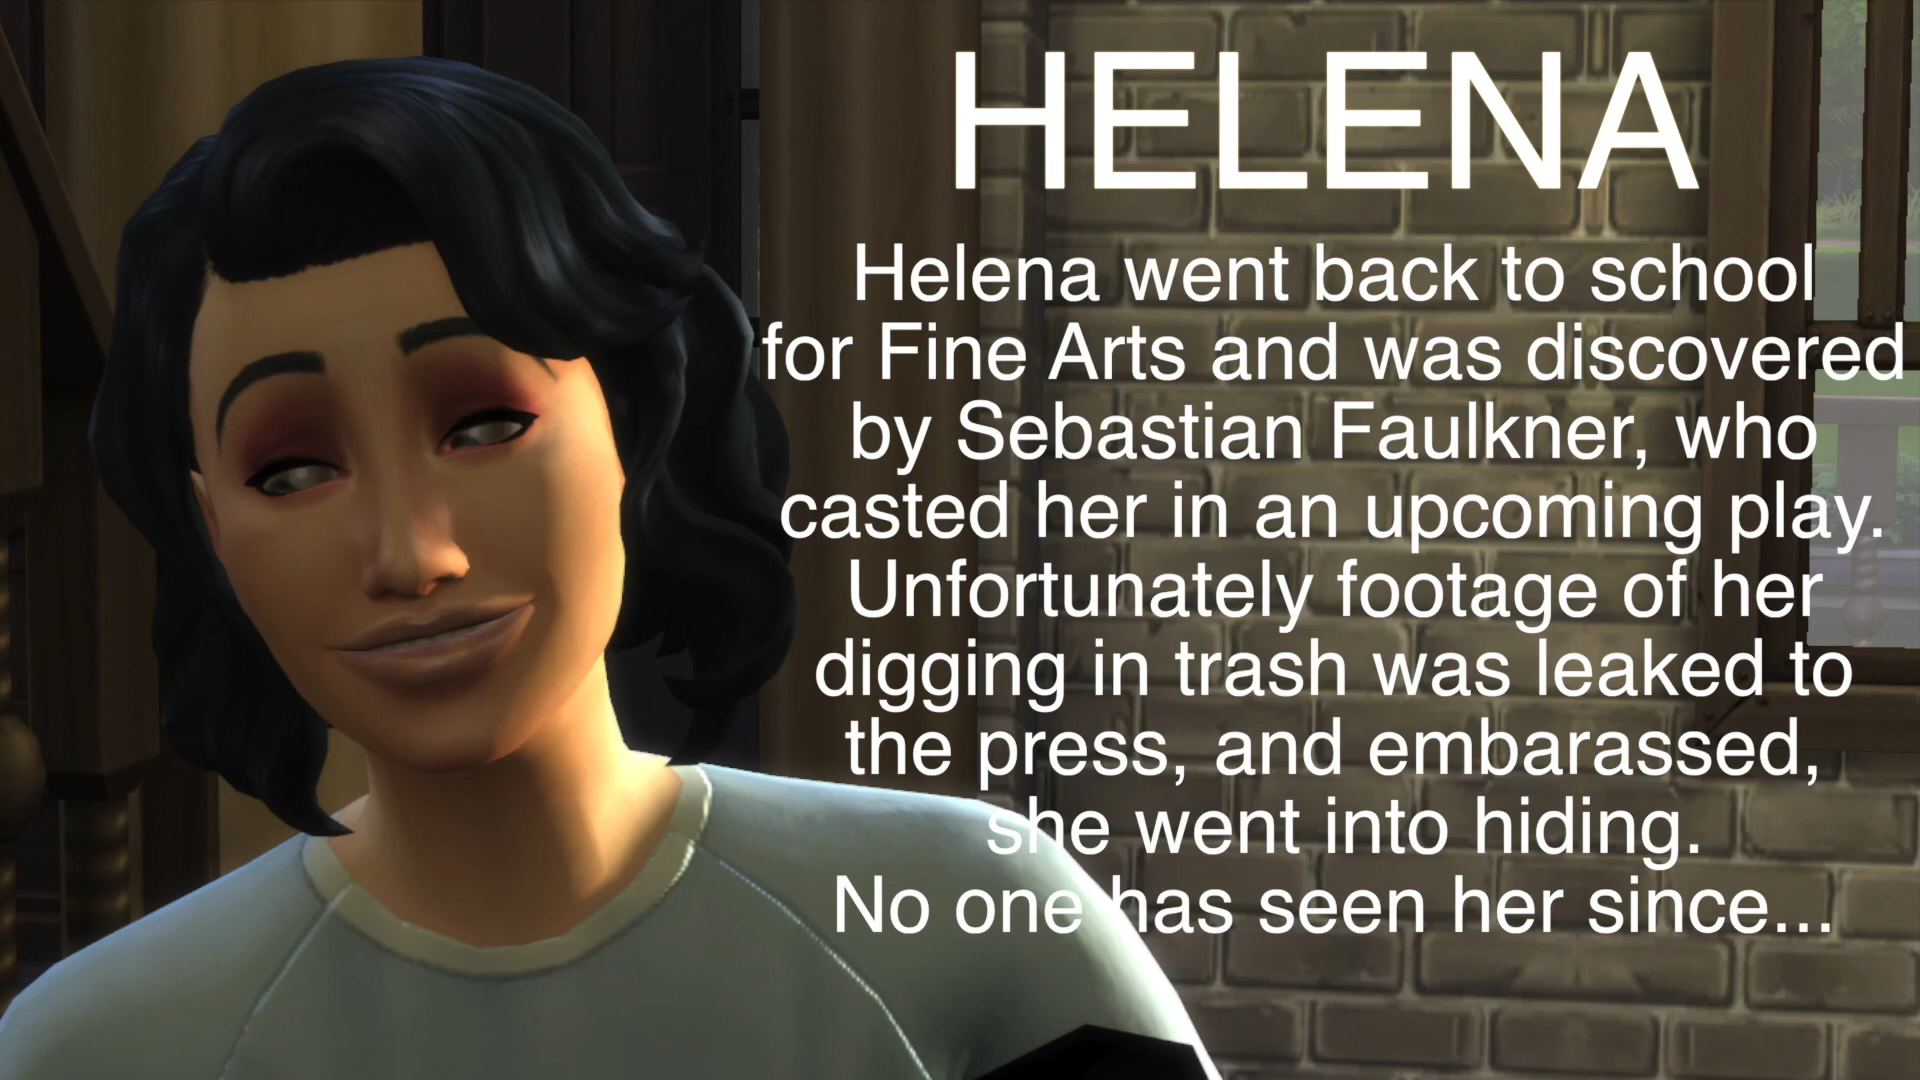 HELENA
Helena went back to school
for Fine Arts and was discovered
by Sebastian Faulkner, who
casted her in an upcoming play.
Unfortunately footage of her
digging in trash was leaked to
the press, and embarassed,
she went into hiding.
No one has seen her since...